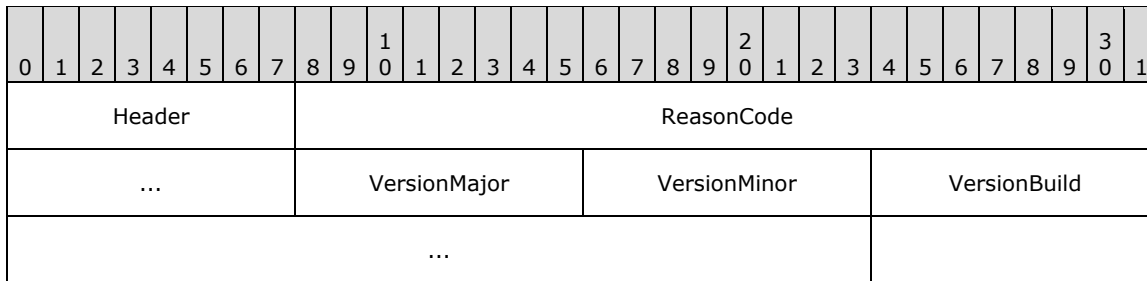 1 2 3
0 1 2 3 4 5 6 7 8 9 0 1 2 3 4 5 6 7 8 9 0 1 2 3 4 5 6 7 8 9 0 1
Header ReasonCode
... VersionMajor VersionMinor VersionBuild
...